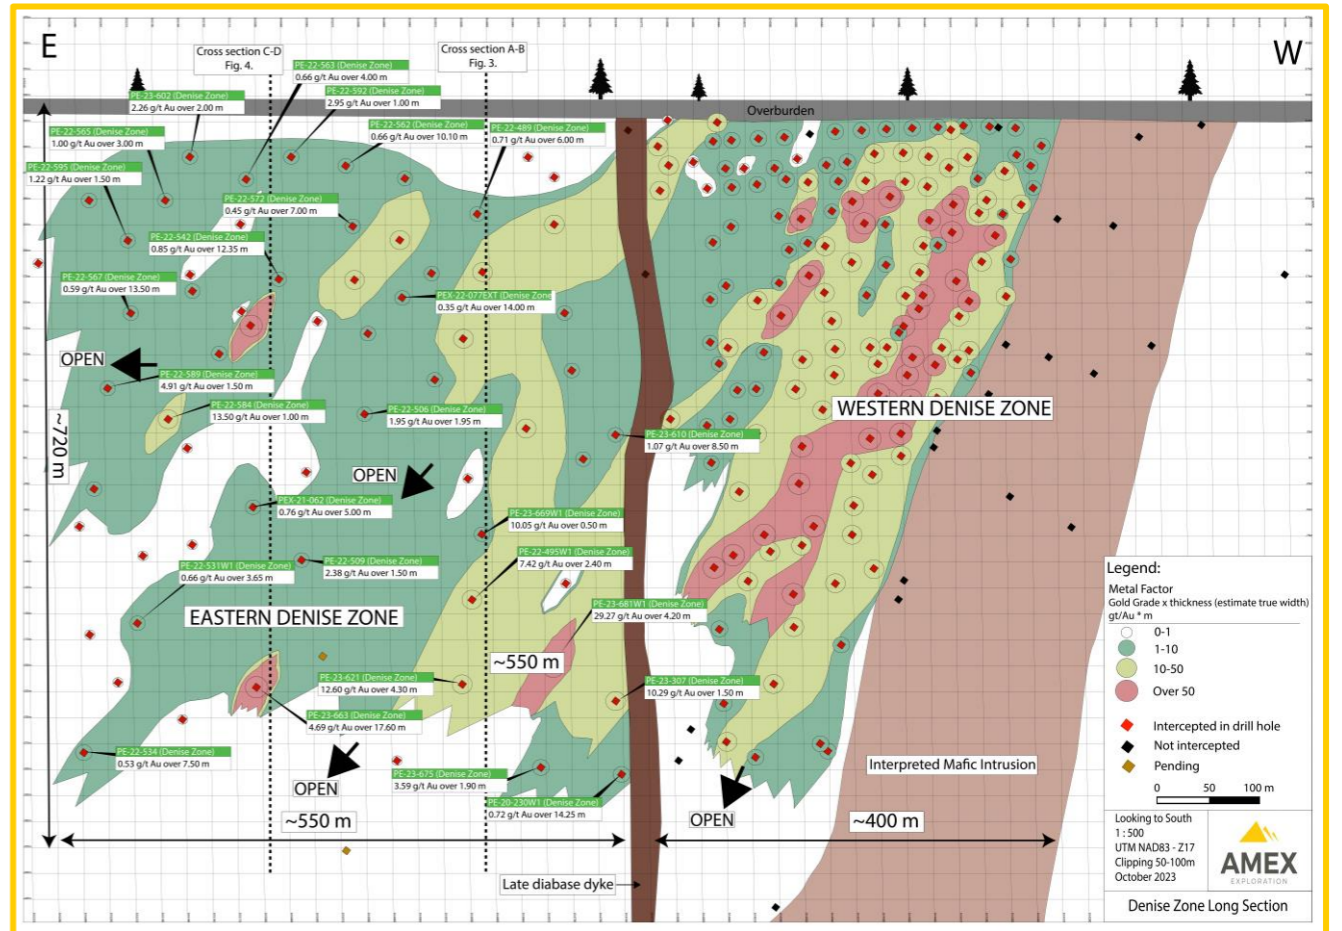 E
W
Cross section C-D
Fig. 4.
Cross section A-B
Fig. 3.
Overburden
PE-22-563 (Denise Zone)
0.66 g/t Au over 4.00 m
PE-23-602 (Denise Zone)
2.26 g/t Au over 2.00 m
PE-22-592 (Denise Zone)
2.95 g/t Au over 1.00 m
PE-22-565 (Denise Zone)
1.00 g/t Au over 3.00 m
PE-22-562 (Denise Zone)
0.66 g/t Au over 10.10 m
PE-22-489 (Denise Zone)
0.71 g/t Au over 6.00 m
PE-22-595 (Denise Zone)
1.22 g/t Au over 1.50 m
PE-22-572 (Denise Zone)
0.45 g/t Au over 7.00 m
PE-22-542 (Denise Zone)
0.85 g/t Au over 12.35 m
PE-22-567 (Denise Zone)
0.59 g/t Au over 13.50 m
PEX-22-077EXT (Denise Zone
0.35 g/t Au over 14.00 m
OPEN
PE-22-589 (Denise Zone)
4.91 g/t Au over 1.50 m
PE-22-584 (Denise Zone)
13.50 g/t Au over 1.00 m
PE-22-506 (Denise Zone)
1.95 g/t Au over 1.95 m
WESTERN DENISE ZONE
~720 m
PE-23-610 (Denise Zone)
1.07 g/t Au over 8.50 m
OPEN
PEX-21-062 (Denise Zone)
0.76 g/t Au over 5.00 m
PE-23-669W1 (Denise Zone)
10.05 g/t Au over 0.50 m
PE-22-495W1 (Denise Zone)
7.42 g/t Au over 2.40 m
PE-22-531W1 (Denise Zone)
0.66 g/t Au over 3.65 m
PE-22-509 (Denise Zone)
2.38 g/t Au over 1.50 m
PE-23-681W1 (Denise Zone)
29.27 g/t Au over 4.20 m
EASTERN DENISE ZONE
~550 m
PE-23-621 (Denise Zone)
12.60 g/t Au over 4.30 m
PE-23-307 (Denise Zone)
10.29 g/t Au over 1.50 m
PE-23-663 (Denise Zone)
4.69 g/t Au over 17.60 m
PE-22-534 (Denise Zone)
0.53 g/t Au over 7.50 m
PE-23-675 (Denise Zone)
3.59 g/t Au over 1.90 m
OPEN
PE-20-230W1 (Denise Zone)
0.72 g/t Au over 14.25 m
OPEN
Interpreted Mafic Intrusion
~550 m
~400 m
Late diabase dyke
Legend:
Metal Factor
Gold Grade x thickness (estimate true width)
gt/Au * m
0-1
1-10
10-50
Over 50
Intercepted in drill hole
Not intercepted
Pending
0 50 100 m
Looking to South
1 : 500
UTM NAD83 - Z17
Clipping 50-100m
October 2023
AMEX
EXPLORATION
Denise Zone Long Section